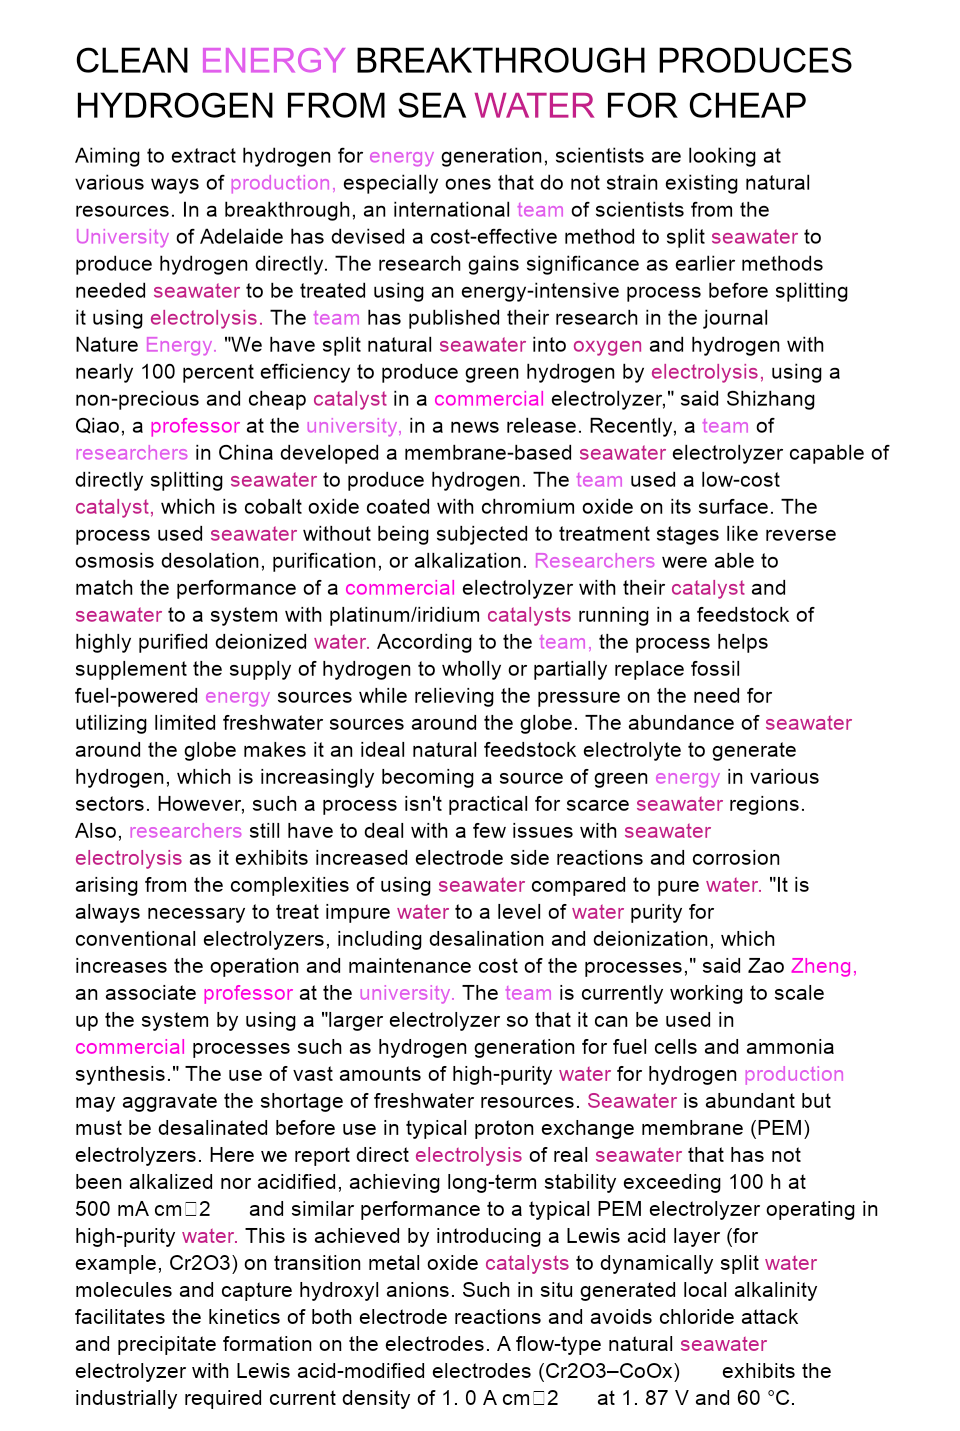 CLEAN ENERGY BREAKTHROUGH PRODUCES
HYDROGEN FROM SEA WATER FOR CHEAP
Aiming to extract hydrogen for energy generation, scientists are looking at
various ways of production, especially ones that do not strain existing natural
resources. In a breakthrough, an international team of scientists from the
University of Adelaide has devised a cost-effective method to split seawater to
produce hydrogen directly. The research gains significance as earlier methods
needed seawater to be treated using an energy-intensive process before splitting
it using electrolysis. The team has published their research in the journal
Nature Energy. "We have split natural seawater into oxygen and hydrogen with
nearly 100 percent efficiency to produce green hydrogen by electrolysis, using a
non-precious and cheap catalyst in a commercial electrolyzer," said Shizhang
Qiao, a professor at the university, in a news release. Recently, a team of
researchers in China developed a membrane-based seawater electrolyzer capable of
directly splitting seawater to produce hydrogen. The team used a low-cost
catalyst, which is cobalt oxide coated with chromium oxide on its surface. The
process used seawater without being subjected to treatment stages like reverse
osmosis desolation, purification, or alkalization. Researchers were able to
match the performance of a commercial electrolyzer with their catalyst and
seawater to a system with platinum/iridium catalysts running in a feedstock of
highly purified deionized water. According to the team, the process helps
supplement the supply of hydrogen to wholly or partially replace fossil
fuel-powered energy sources while relieving the pressure on the need for
utilizing limited freshwater sources around the globe. The abundance of seawater
around the globe makes it an ideal natural feedstock electrolyte to generate
hydrogen, which is increasingly becoming a source of green energy in various
sectors. However, such a process isn't practical for scarce seawater regions.
Also, researchers still have to deal with a few issues with seawater
electrolysis as it exhibits increased electrode side reactions and corrosion
arising from the complexities of using seawater compared to pure water. "It is
always necessary to treat impure water to a level of water purity for
conventional electrolyzers, including desalination and deionization, which
increases the operation and maintenance cost of the processes," said Zao Zheng,
an associate professor at the university. The team is currently working to scale
up the system by using a "larger electrolyzer so that it can be used in
commercial processes such as hydrogen generation for fuel cells and ammonia
synthesis." The use of vast amounts of high-purity water for hydrogen production
may aggravate the shortage of freshwater resources. Seawater is abundant but
must be desalinated before use in typical proton exchange membrane (PEM)
electrolyzers. Here we report direct electrolysis of real seawater that has not
been alkalized nor acidified, achieving long-term stability exceeding 100 h at
500 mA cm□2 and similar performance to a typical PEM electrolyzer operating in
high-purity water. This is achieved by introducing a Lewis acid layer (for
example, Cr2O3) on transition metal oxide catalysts to dynamically split water
molecules and capture hydroxyl anions. Such in situ generated local alkalinity
facilitates the kinetics of both electrode reactions and avoids chloride attack
and precipitate formation on the electrodes. A flow-type natural seawater
electrolyzer with Lewis acid-modified electrodes (Cr2O3–CoOx) exhibits the
industrially required current density of 1. 0 A cm□2 at 1. 87 V and 60 °C.